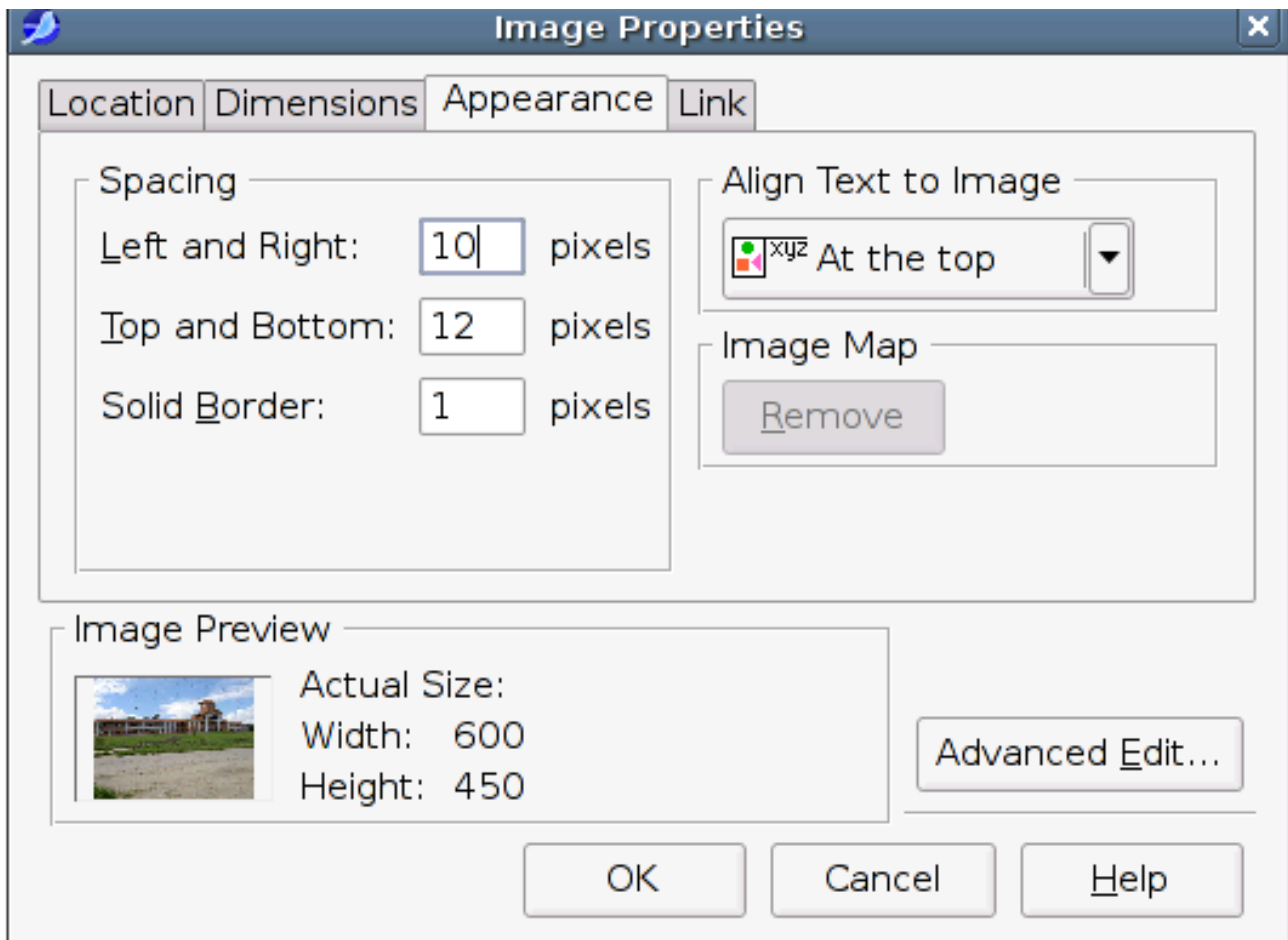 Image Properties
Location Dimensions Appearance Link
Spacing
Left and Right: 10 pixels
Top and Bottom: 12 pixels
Solid Border: 1 pixels
Align Text to Image
xyz At the top
Image Map
Remove
Image Preview
Actual Size:
Width: 600
Height: 450
Advanced Edit...
OK Cancel Help